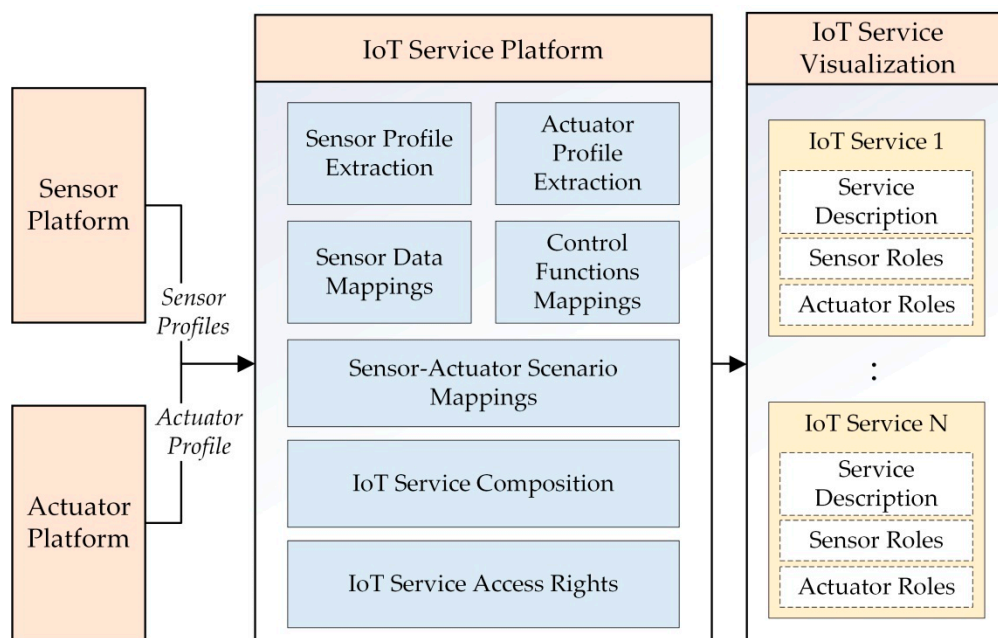 Sensor
Platform
Sensor
Profiles
Actuator
Profile
Actuator
Platform
IoT Service Platform
Sensor Profile
Extraction
Actuator
Profile
Extraction
Sensor Data
Mappings
Control
Functions
Mappings
Sensor-Actuator Scenario
Mappings
IoT Service Composition
IoT Service Access Rights
IoT Service
Visualization
IoT Service 1
Service
Description
Sensor Roles
Actuator Roles
:
IoT Service N
Service
Description
Sensor Roles
Actuator Roles